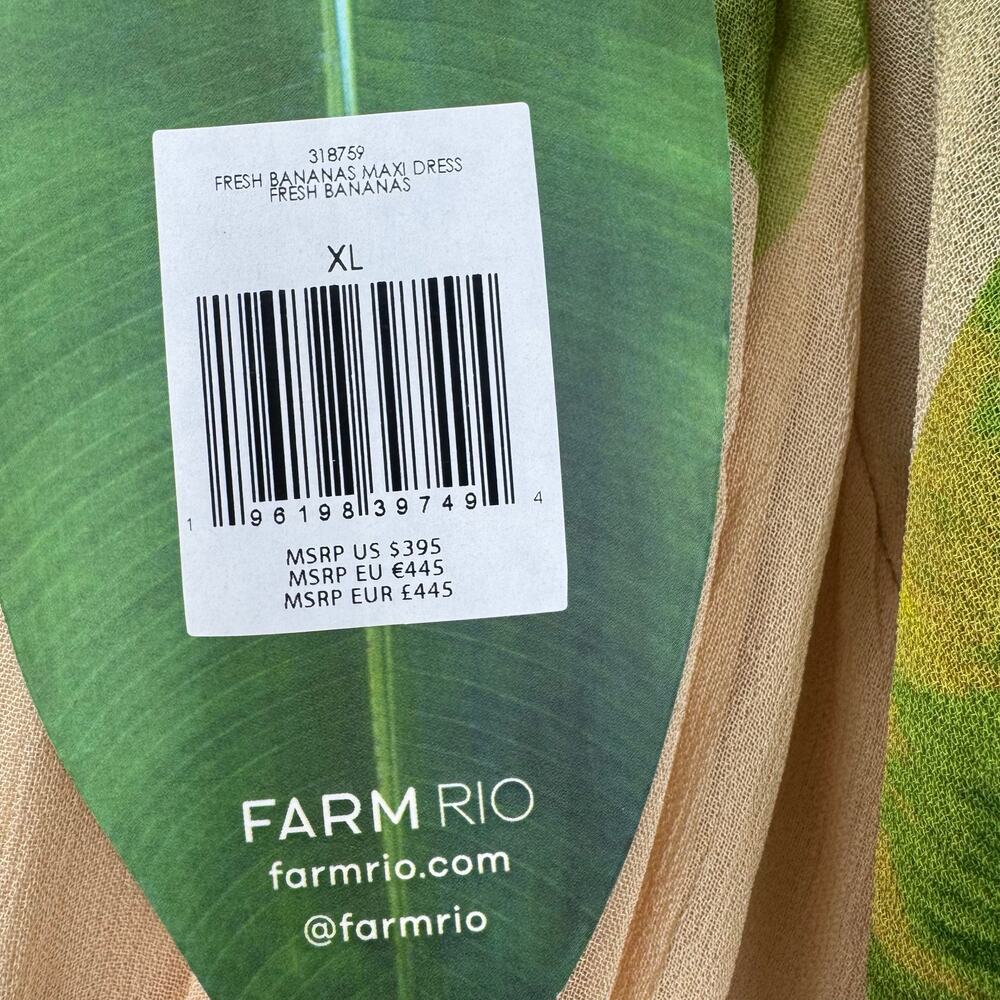 318759
FRESH BANANAS MAXI DRESS
FRESH BANANAS
XL
1 96198 39749 4
MSRP US $395
MSRP EU €445
MSRP EUR £445
FARM RIO
farmrio.com
@farmrio